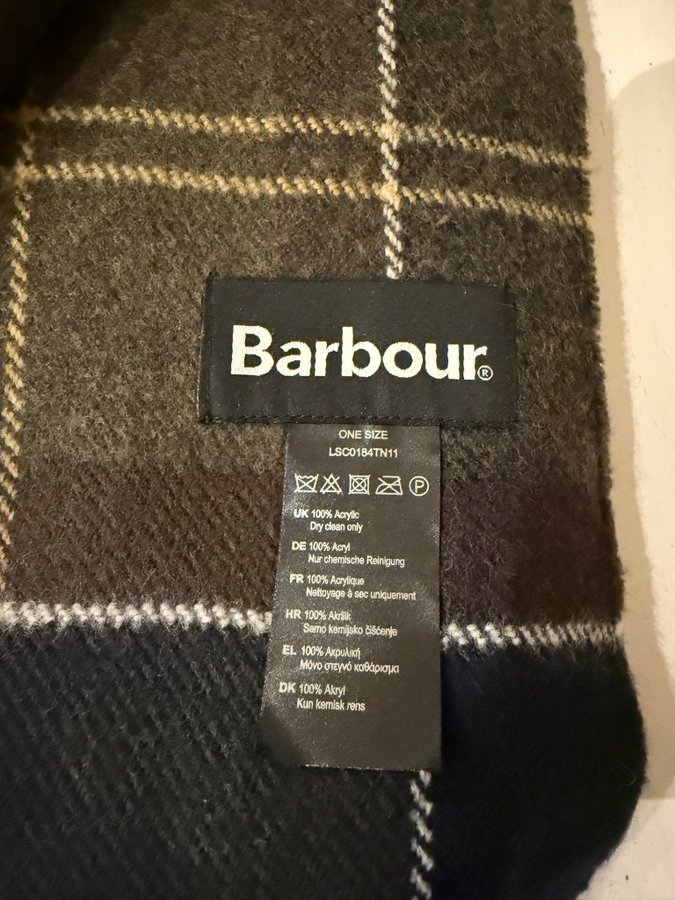 Barbour®
ONE SIZE
LSC0184TN11
P
UK 100% Acrylic
Dry clean only
DE 100% Acryl
Nur chemische Reinigung
FR 100% Acrylique
Nettoyage à sec uniquement
HR 100% Akrilik
Samo kemijsko čišćenje
EL 100% Ακρυλική
Μόνο στεγνό καθάρισμα
DK 100% Akryl
Kun kemisk rens